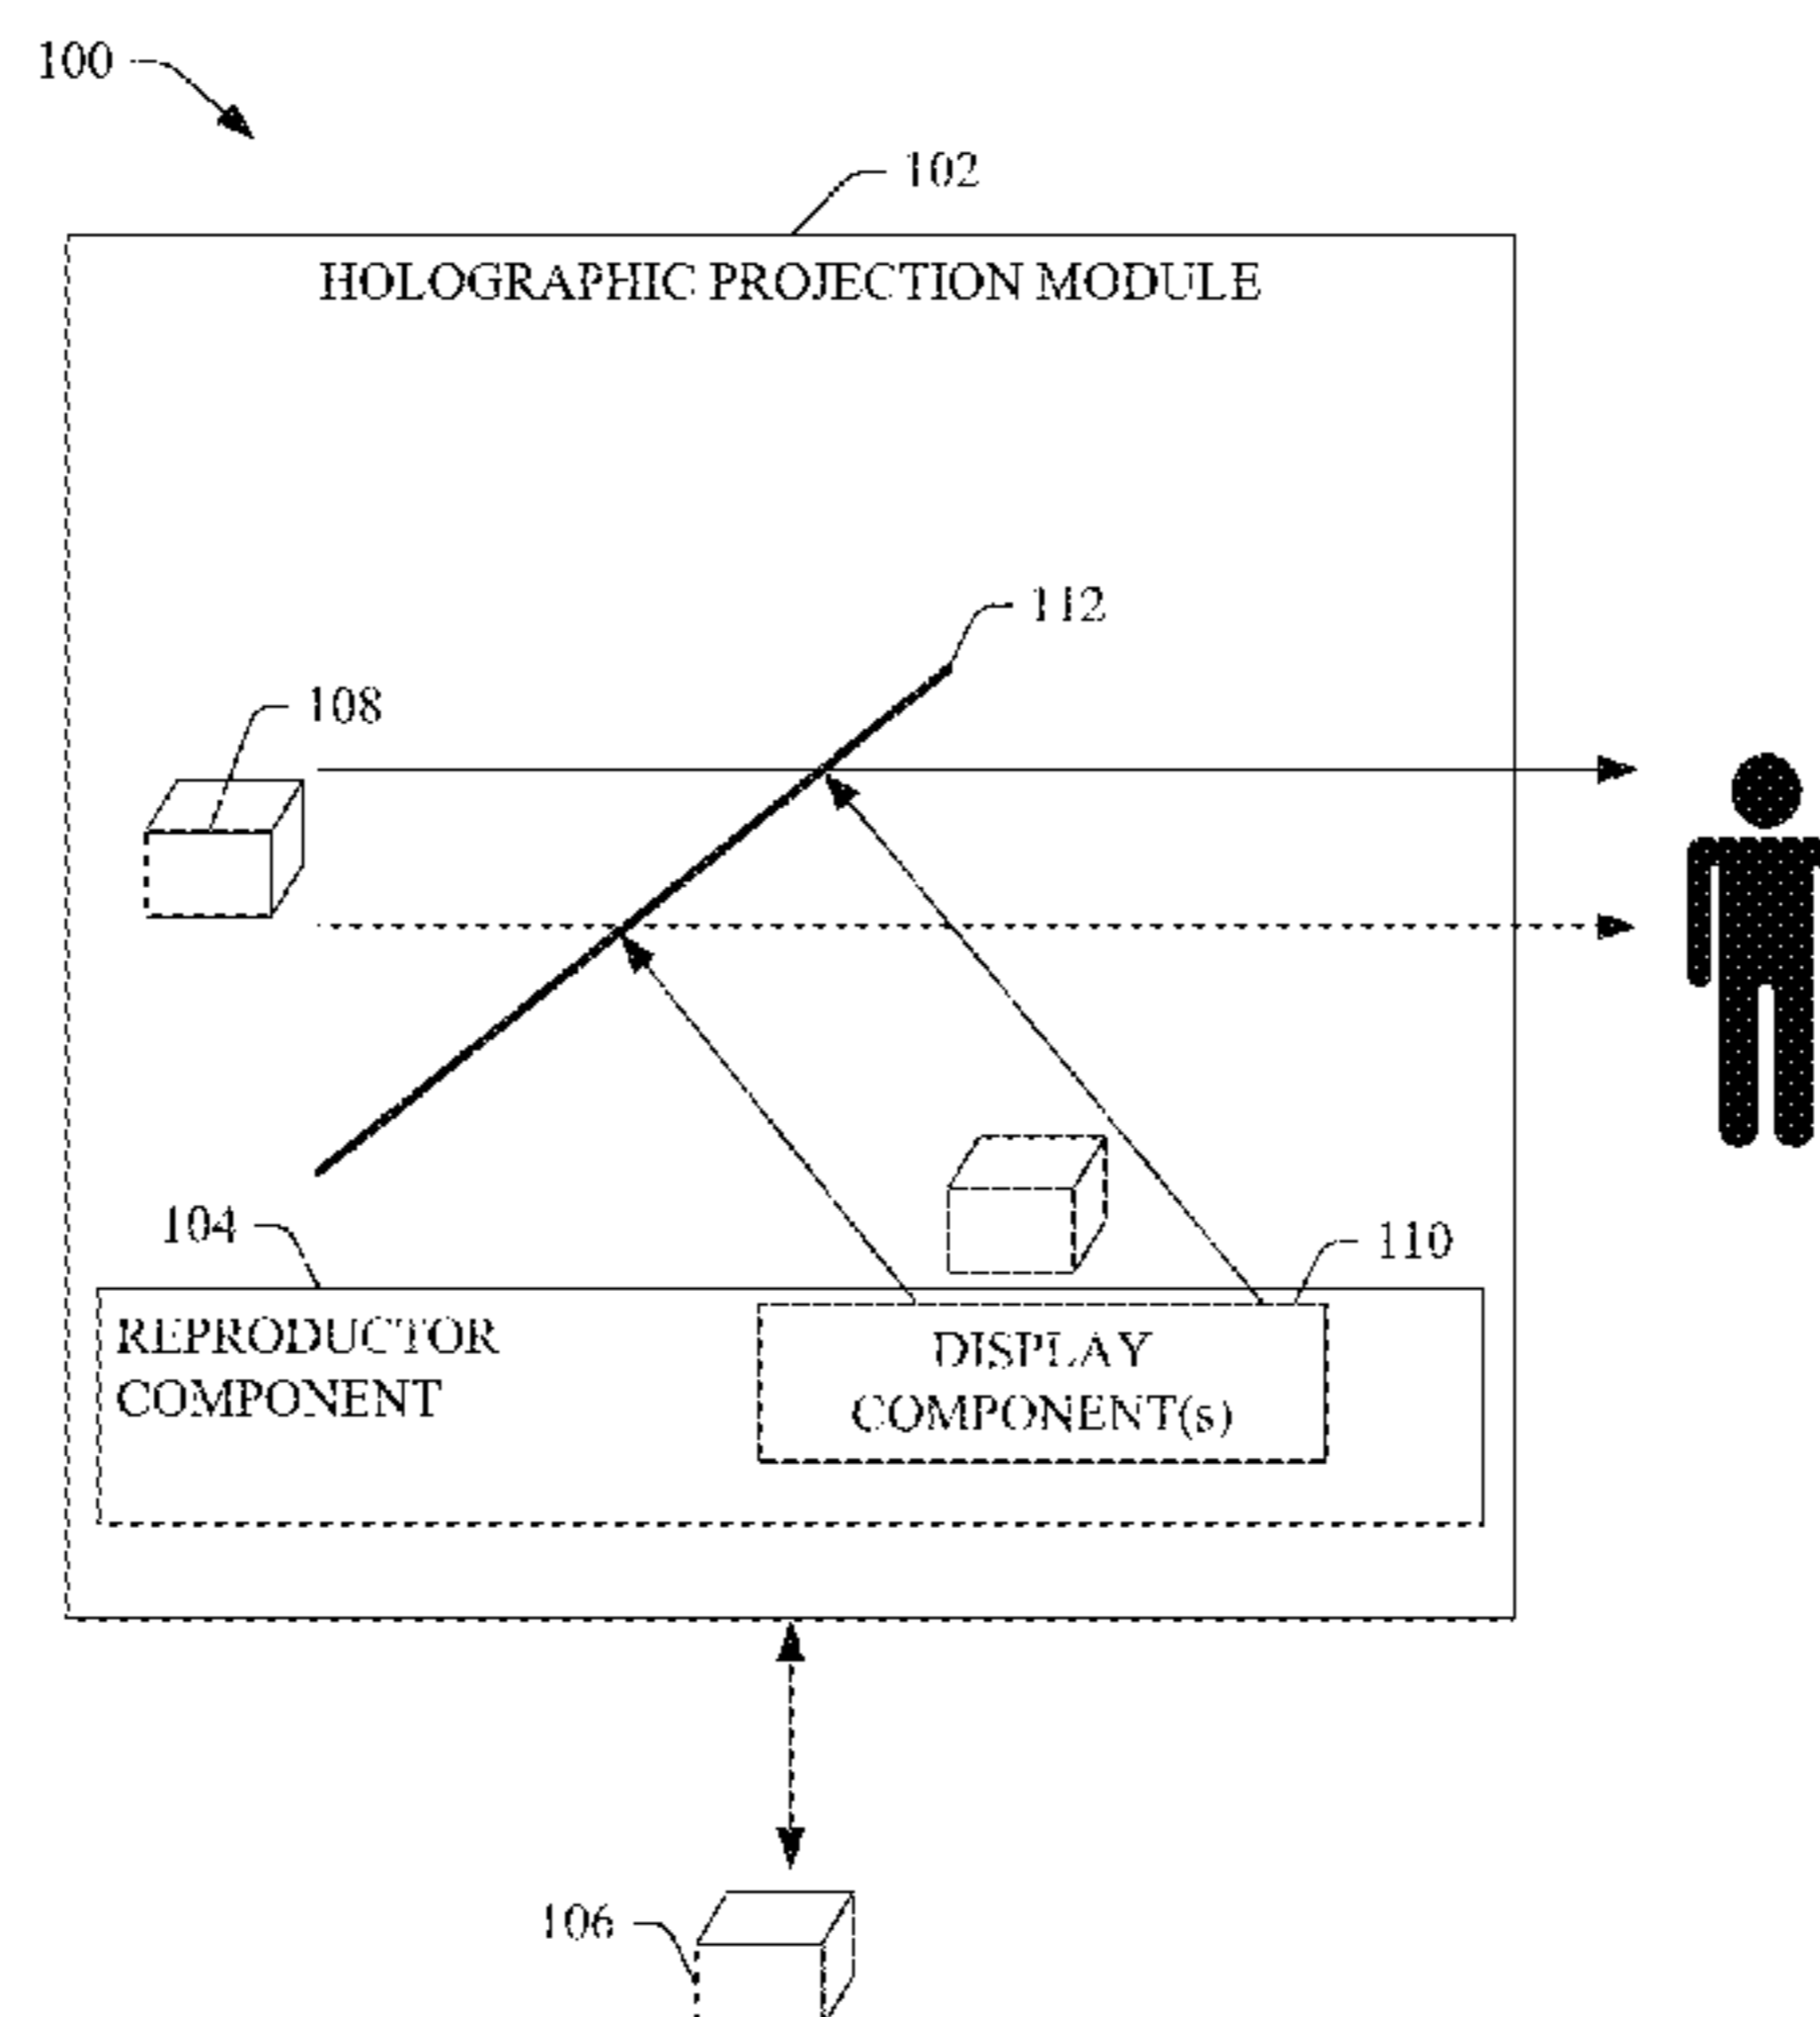 100
102
HOLOGRAPHIC PROJECTION MODULE
112
108
104
110
REPRODUCTOR
COMPONENT
DISPLAY
COMPONENT(s)
106